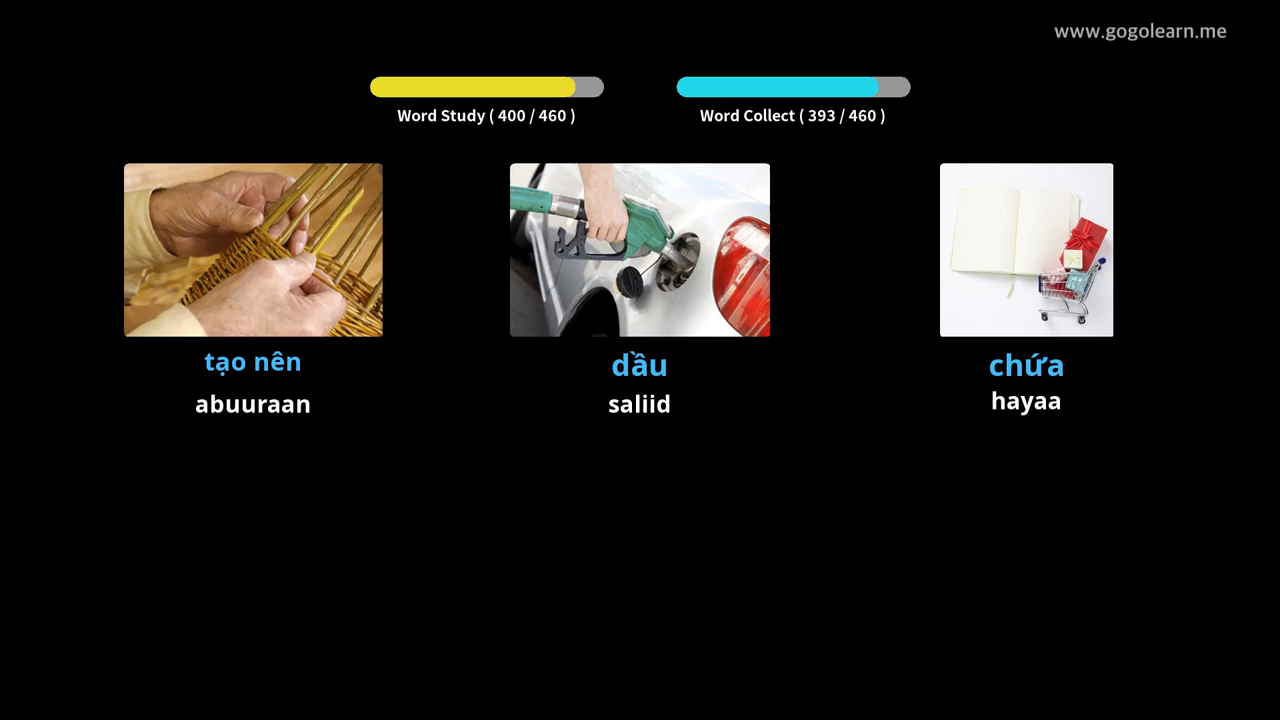 www.gogolearn.me
Word Study ( 400 / 460 )
Word Collect ( 393 / 460 )
tạo nên
abuuraan
dầu
saliid
chứa
hayaa